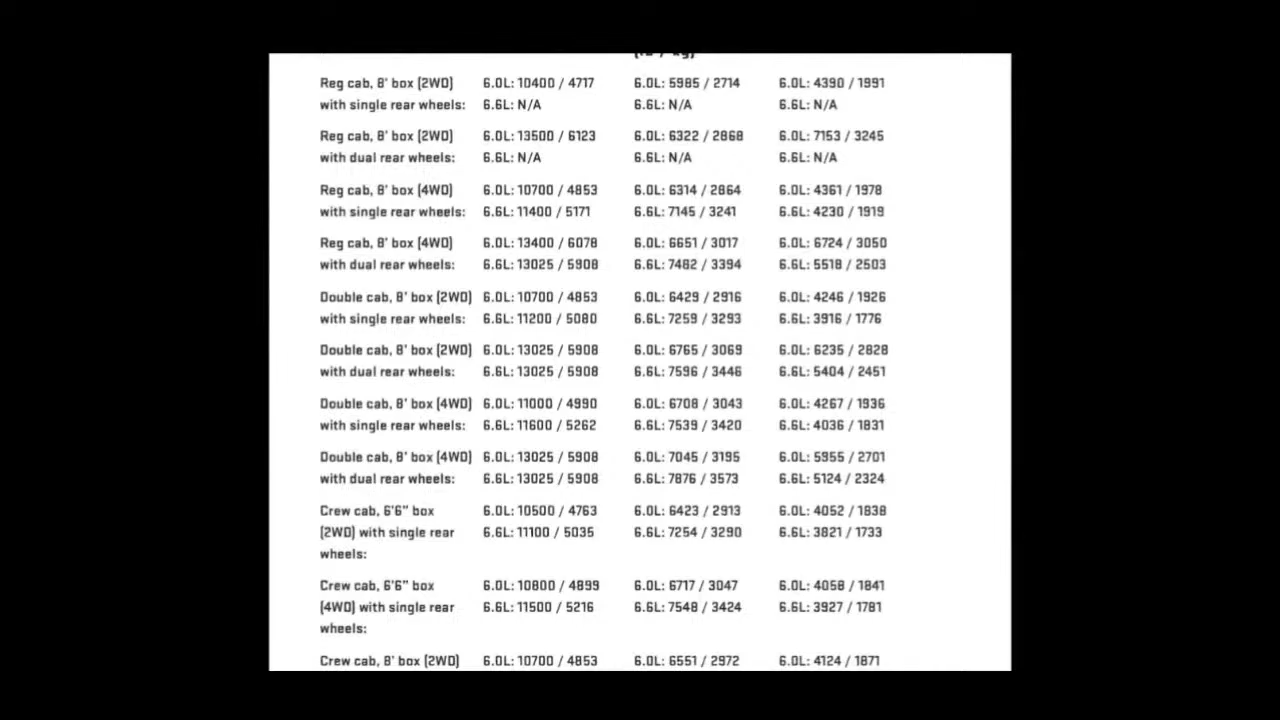 (lb / kg)
Reg cab, 8' box (2WD) 6.0L: 10400 / 4717 6.0L: 5985 / 2714 6.0L: 4390 / 1991
with single rear wheels: 6.6L: N/A 6.6L: N/A 6.6L: N/A
Reg cab, 8' box (2WD) 6.0L: 13500 / 6123 6.0L: 6322 / 2868 6.0L: 7153 / 3245
with dual rear wheels: 6.6L: N/A 6.6L: N/A 6.6L: N/A
Reg cab, 8' box (4WD) 6.0L: 10700 / 4853 6.0L: 6314 / 2864 6.0L: 4361 / 1978
with single rear wheels: 6.6L: 11400 / 5171 6.6L: 7145 / 3241 6.6L: 4230 / 1919
Reg cab, 8' box (4WD) 6.0L: 13400 / 6078 6.0L: 6651 / 3017 6.0L: 6724 / 3050
with dual rear wheels: 6.6L: 13025 / 5908 6.6L: 7482 / 3394 6.6L: 5518 / 2503
Double cab, 8' box (2WD) 6.0L: 10700 / 4853 6.0L: 6429 / 2916 6.0L: 4246 / 1926
with single rear wheels: 6.6L: 11200 / 5080 6.6L: 7259 / 3293 6.6L: 3916 / 1776
Double cab, 8' box (2WD) 6.0L: 13025 / 5908 6.0L: 6765 / 3069 6.0L: 6235 / 2828
with dual rear wheels: 6.6L: 13025 / 5908 6.6L: 7596 / 3446 6.6L: 5404 / 2451
Double cab, 8' box (4WD) 6.0L: 11000 / 4990 6.0L: 6708 / 3043 6.0L: 4267 / 1936
with single rear wheels: 6.6L: 11600 / 5262 6.6L: 7539 / 3420 6.6L: 4036 / 1831
Double cab, 8' box (4WD) 6.0L: 13025 / 5908 6.0L: 7045 / 3195 6.0L: 5955 / 2701
with dual rear wheels: 6.6L: 13025 / 5908 6.6L: 7876 / 3573 6.6L: 5124 / 2324
Crew cab, 6'6" box 6.0L: 10500 / 4763 6.0L: 6423 / 2913 6.0L: 4052 / 1838
(2WD) with single rear 6.6L: 11100 / 5035 6.6L: 7254 / 3290 6.6L: 3821 / 1733
wheels:
Crew cab, 6'6" box 6.0L: 10800 / 4899 6.0L: 6717 / 3047 6.0L: 4058 / 1841
(4WD) with single rear 6.6L: 11500 / 5216 6.6L: 7548 / 3424 6.6L: 3927 / 1781
wheels:
Crew cab, 8' box (2WD) 6.0L: 10700 / 4853 6.0L: 6551 / 2972 6.0L: 4124 / 1871